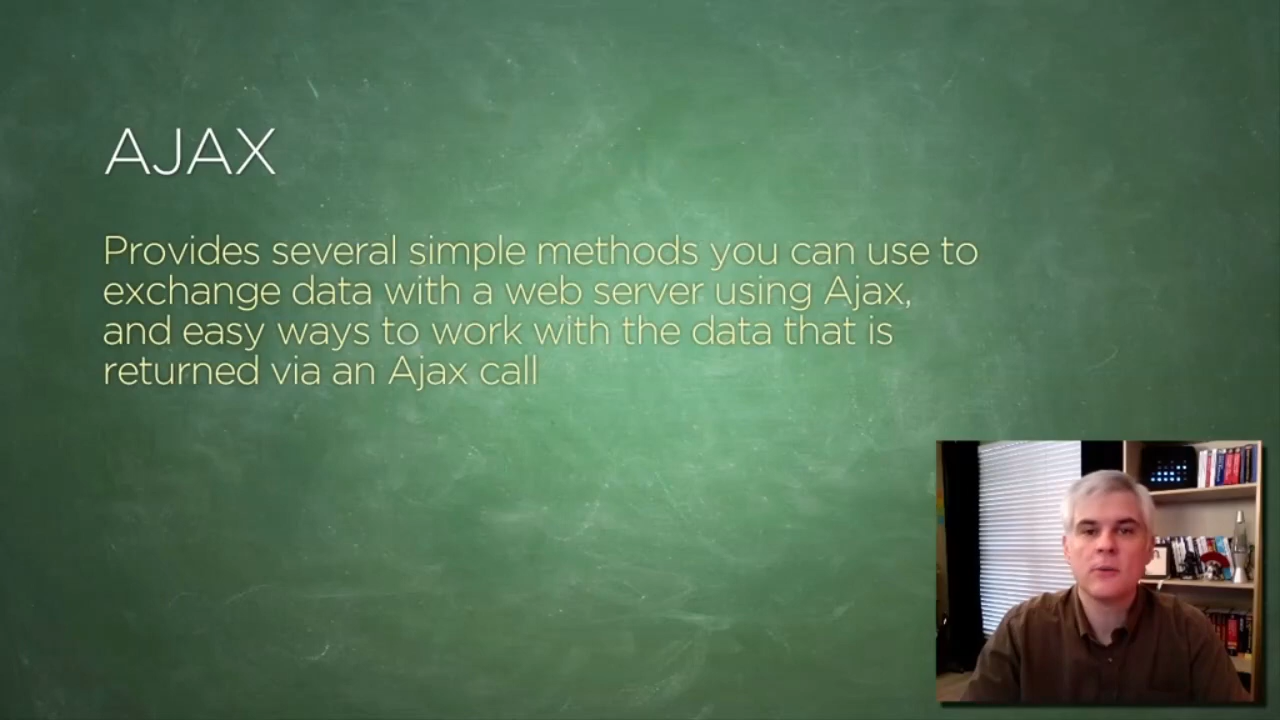 AJAX
Provides several simple methods you can use to
exchange data with a web server using Ajax,
and easy ways to work with the data that is
returned via an Ajax call